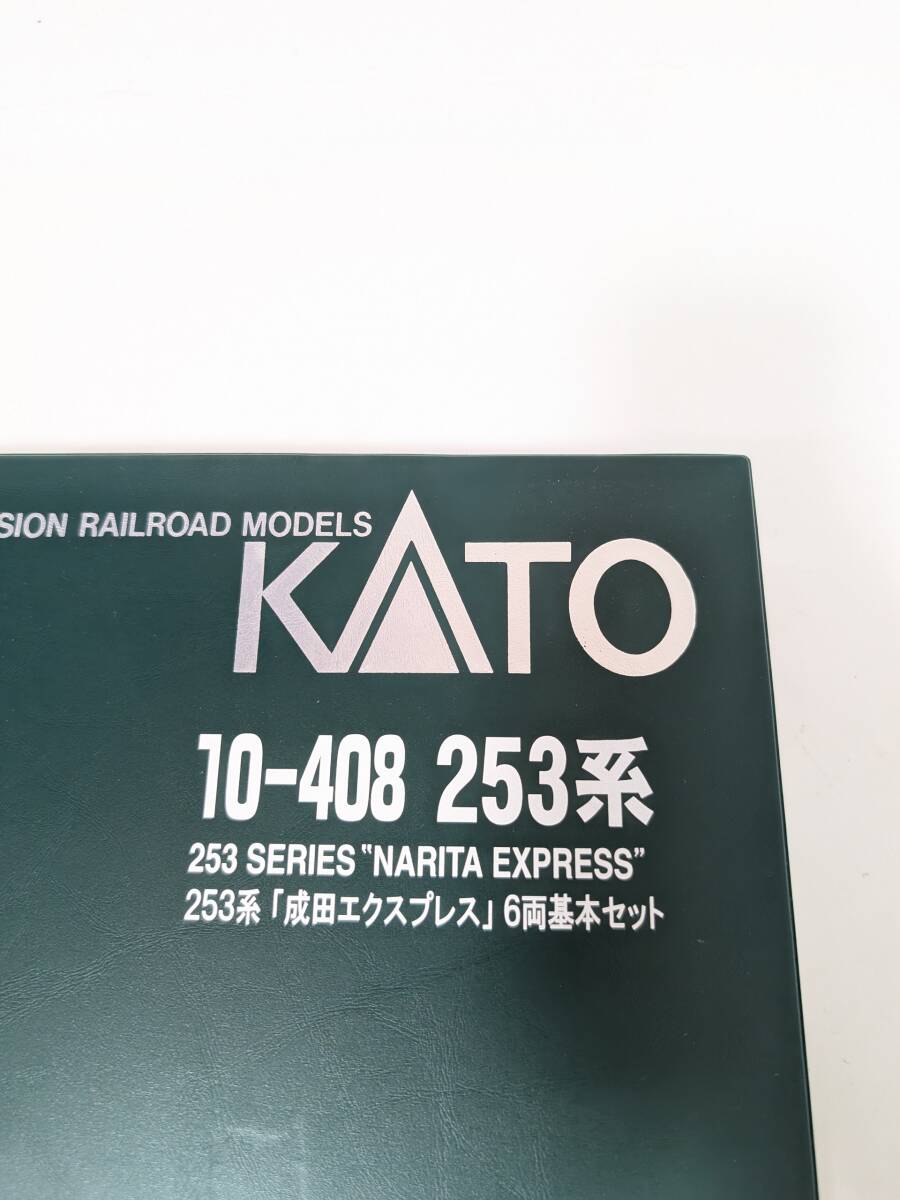 SION RAILROAD MODELS
KATO
10-408 253系
253 SERIES "NARITA EXPRESS"
253系「成田エクスプレス」6両基本セット